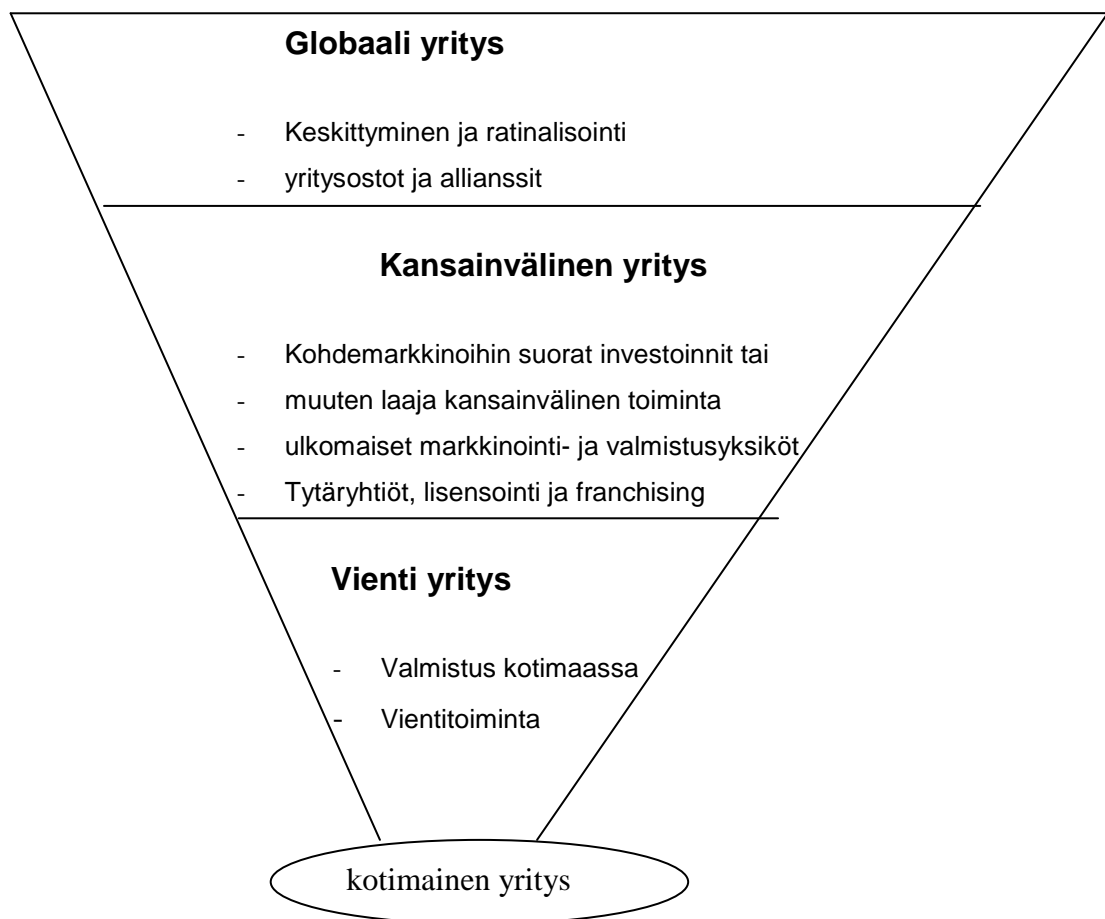 Globaali yritys
- Keskittyminen ja ratinalisointi
- yritysostot ja allianssit
Kansainvälinen yritys
- Kohdemarkkinoihin suorat investoinnit tai
- muuten laaja kansainvälinen toiminta
- ulkomaiset markkinointi- ja valmistusyksiköt
- Tytäryhtiöt, lisensointi ja franchising
Vienti yritys
- Valmistus kotimaassa
- Vientitoiminta
kotimainen yritys